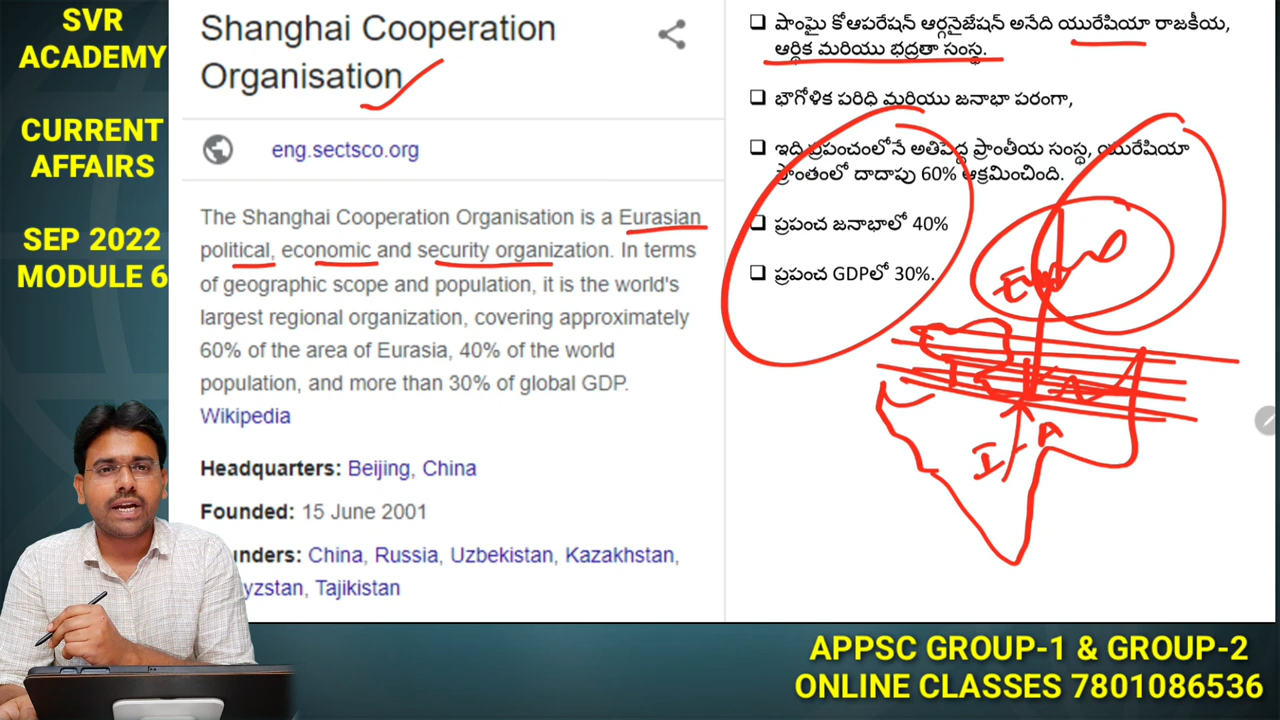 SVR
ACADEMY
CURRENT
AFFAIRS
SEP 2022
MODULE 6
Shanghai Cooperation
Organisation
eng.sectsco.org
The Shanghai Cooperation Organisation is a Eurasian
political, economic and security organization. In terms
of geographic scope and population, it is the world's
largest regional organization, covering approximately
60% of the area of Eurasia, 40% of the world
population, and more than 30% of global GDP.
Wikipedia
Headquarters: Beijing, China
Founded: 15 June 2001
unders: China, Russia, Uzbekistan, Kazakhstan,
yzstan, Tajikistan
షాంఘై కోఆపరేషన్ ఆర్గనైజేషన్ అనేది యురేషియా రాజకీయ,
ఆర్థిక మరియు భద్రతా సంస్థ.
భౌగోళిక పరిధి మరియు జనాభా పరంగా,
ఇది ప్రపంచంలోనే అతిపెద్ద ప్రాంతీయ సంస్థ, యురేషియా
ప్రాంతంలో దాదాపు 60% ఆక్రమించింది.
ప్రపంచ జనాభాలో 40%
ప్రపంచ GDPలో 30%.
APPSC GROUP-1 & GROUP-2
ONLINE CLASSES 7801086536